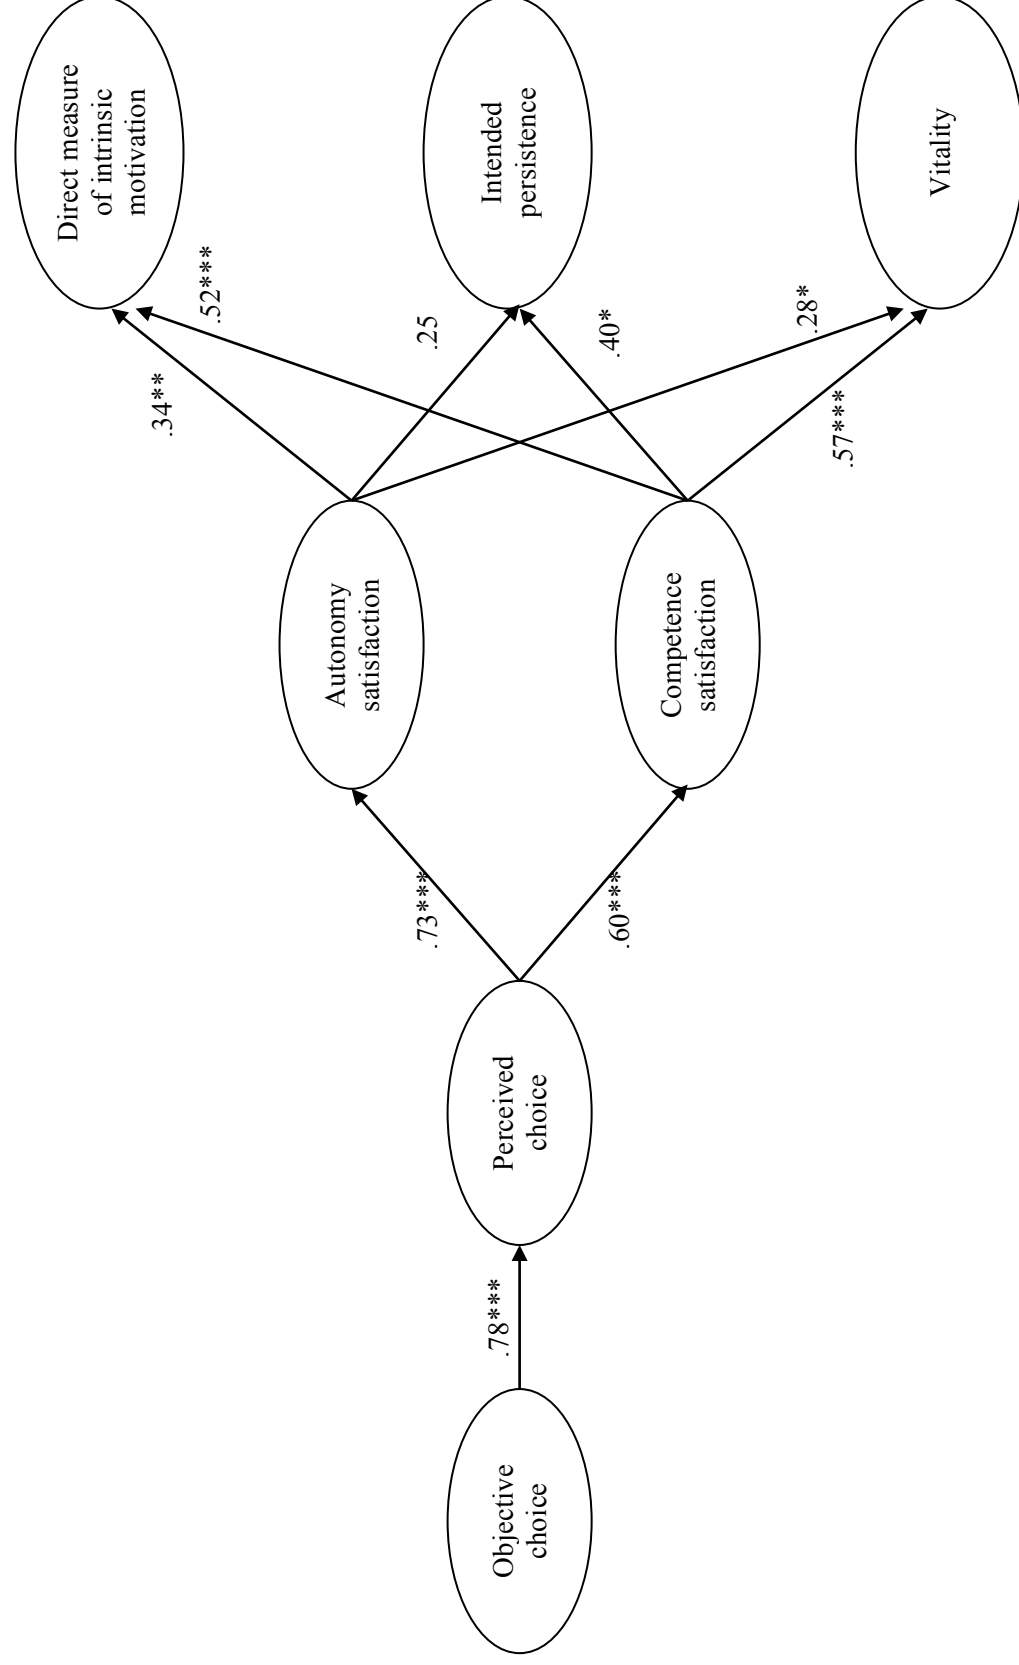 Objective
choice
.78***
Perceived
choice
.73***
.60***
Autonomy
satisfaction
Competence
satisfaction
.34**
.52***
.25
.40*
.28*
.57***
Direct measure
of intrinsic
motivation
Intended
persistence
Vitality